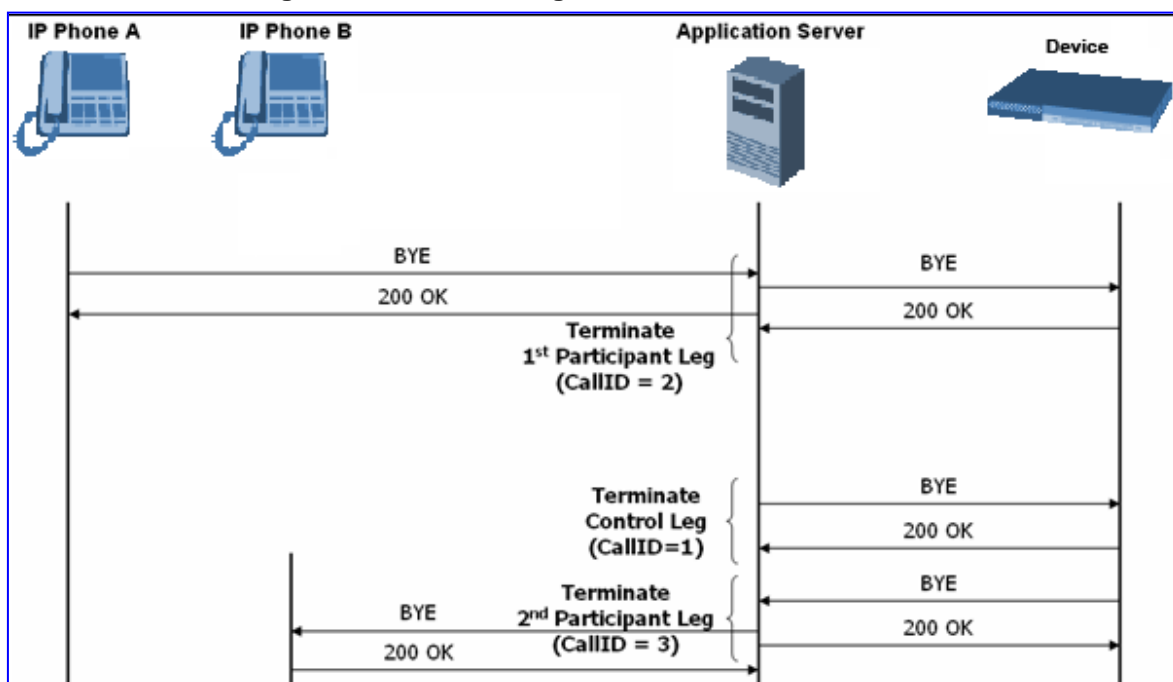 IP Phone A
IP Phone B
Application Server
Device
BYE
BYE
200 OK
200 OK
Terminate
1st Participant Leg
(CallID = 2)
BYE
Terminate
Control Leg
(CallID=1)
200 OK
BYE
Terminate
2nd Participant Leg
(CallID = 3)
BYE
200 OK
200 OK